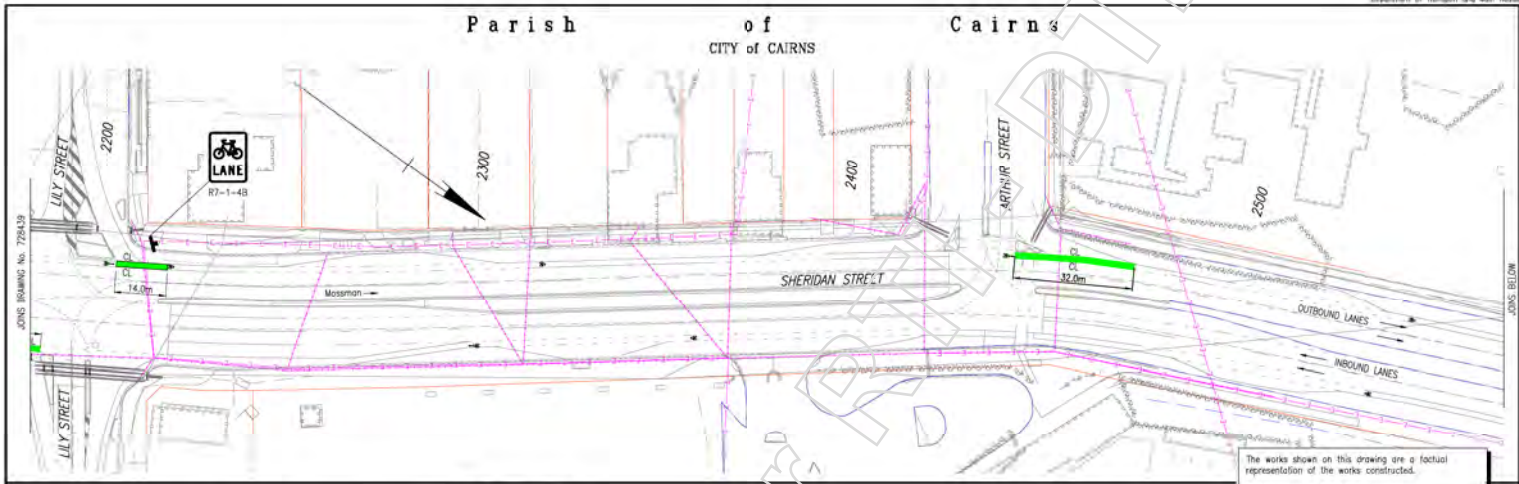 Parish of Cairns
CITY of CAIRNS
LILY STREET
2200
LANE
R7-1-4B
2300
2400
ARTHUR STREET
2500
JOINS DRAWING No. 728439
CL
CL
14.0m
Mossman
SHERIDAN STREET
CL
CL
32.0m
OUTBOUND LANES
INBOUND LANES
JOINS BELOW
LILY STREET
The works shown on this drawing are a factual
representation of the works constructed.